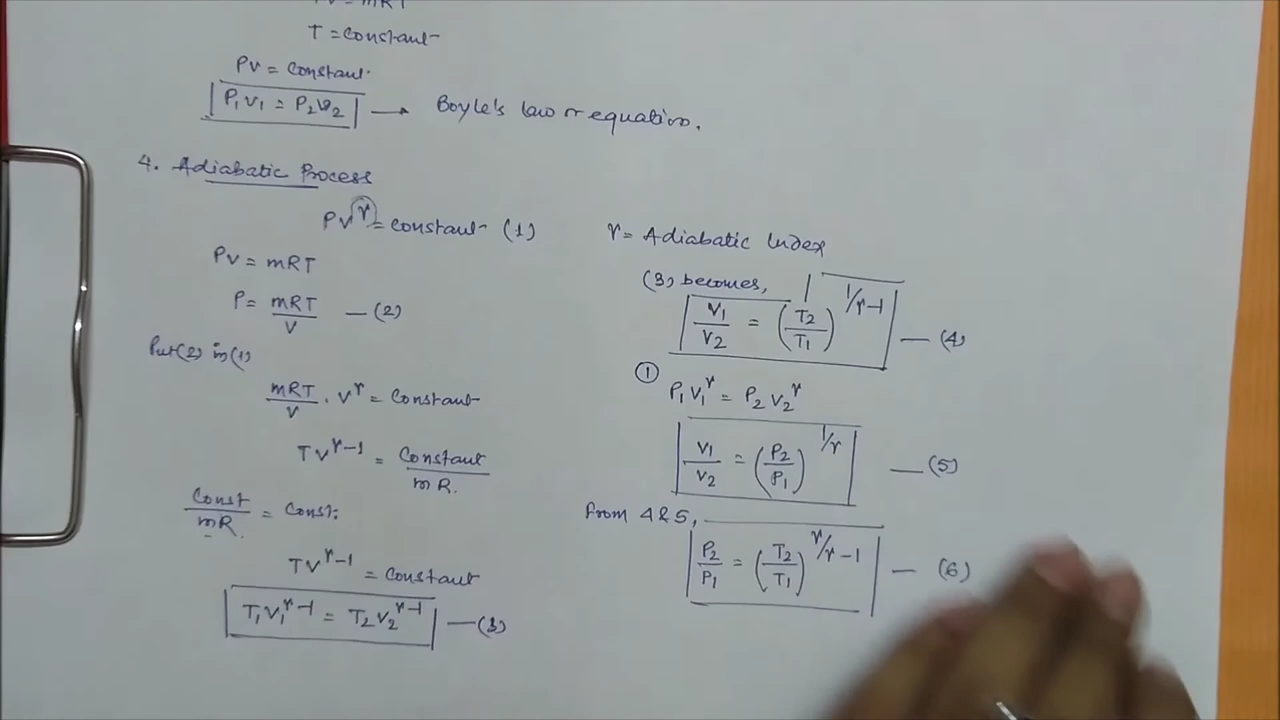 PV = mRT
T = Constant
PV = Constant.
P₁V₁ = P₂V₂ → Boyle's law or equation.
4. Adiabatic Process
PV^γ = Constant (1)
PV = mRT
P = mRT/V — (2)
Put (2) in (1)
mRT/V . V^γ = Constant
TV^γ-1 = Constant/mR.
Const/mR. = Const:
TV^γ-1 = Constant
T₁V₁^γ-1 = T₂V₂^γ-1 — (3)
γ = Adiabatic Index
(3) becomes,
V₁/V₂ = (T₂/T₁)^1/γ-1 — (4)
① P₁V₁^γ = P₂V₂^γ
V₁/V₂ = (P₂/P₁)^1/γ — (5)
From 4 & 5,
P₂/P₁ = (T₂/T₁)^γ/γ-1 — (6)